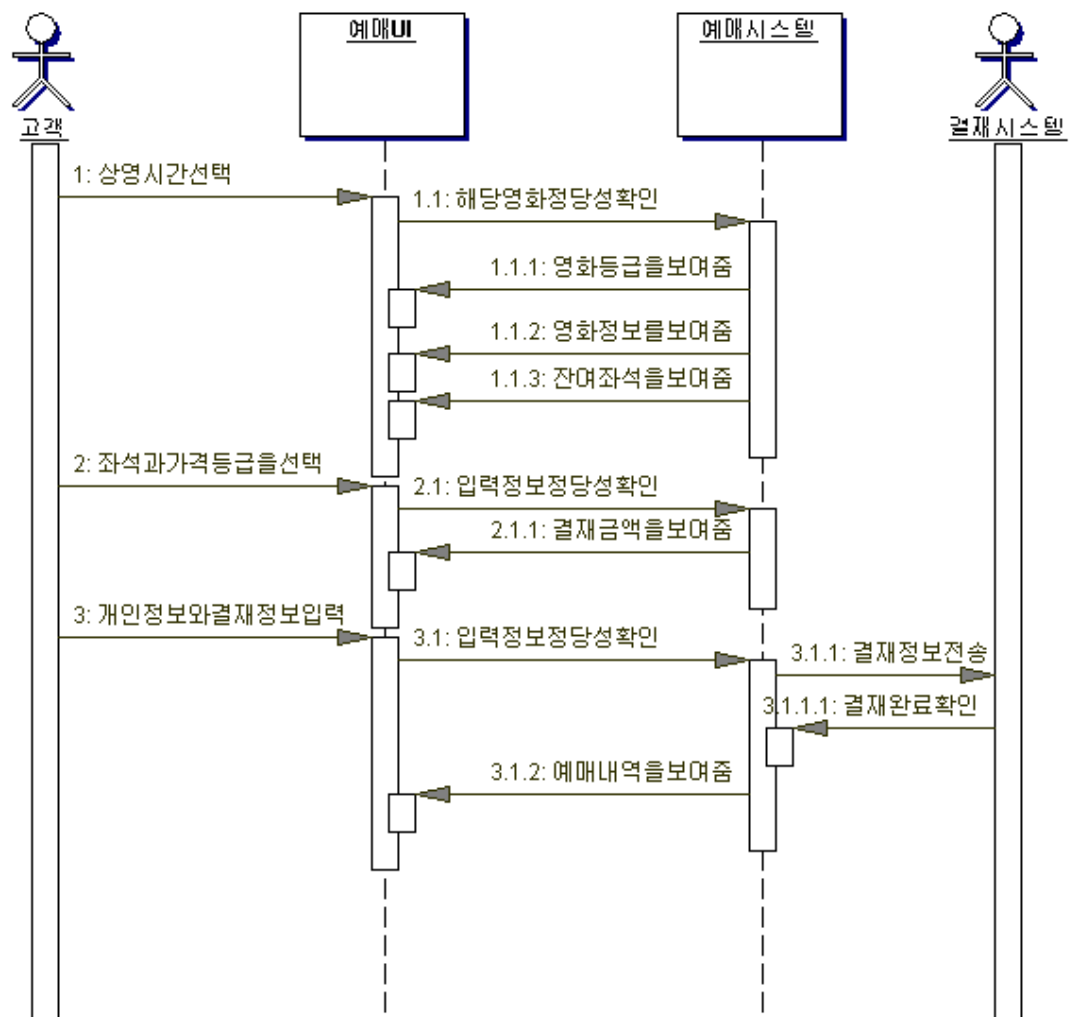 예매UI
예매시스템
고객
결재시스템
1: 상영시간선택
1.1: 해당영화정당성확인
1.1.1: 영화등급을보여줌
1.1.2: 영화정보를보여줌
1.1.3: 잔여좌석을보여줌
2: 좌석과가격등급을선택
2.1: 입력정보정당성확인
2.1.1: 결재금액을보여줌
3: 개인정보와결재정보입력
3.1: 입력정보정당성확인
3.1.1: 결재정보전송
3.1.1.1: 결재완료확인
3.1.2: 예매내역을보여줌